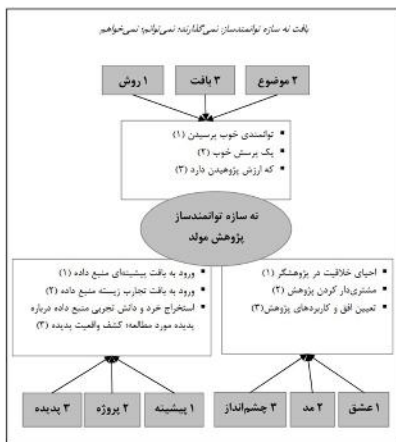 بافت نه سازه توانمندساز: نمی‌گذارند؛ نمی‌توانم؛ نمی‌خواهم
۲ موضوع
۳ بافت
۱ روش
▪ توانمندی خوب پرسیدن (۱)
▪ یک پرسش خوب (۲)
▪ که ارزش پژوهیدن دارد (۳)
نه سازه توانمندساز
پژوهش مولد
▪ احیای خلاقیت در پژوهشگر (۱)
▪ مشتری‌دار کردن پژوهش (۲)
▪ تعیین افق و کاربردهای پژوهش(۳)
▪ ورود به بافت پیشینه‌ای منبع داده (۱)
▪ ورود به بافت تجارب زیسته منبع داده (۲)
▪ استخراج خرد و دانش تجربی منبع داده درباره
پدیده مورد مطالعه؛ کشف واقعیت پدیده (۳)
۱ عشق
۲ مد
۳ چشم‌انداز
۱ پیشینه
۲ پروژه
۳ پدیده